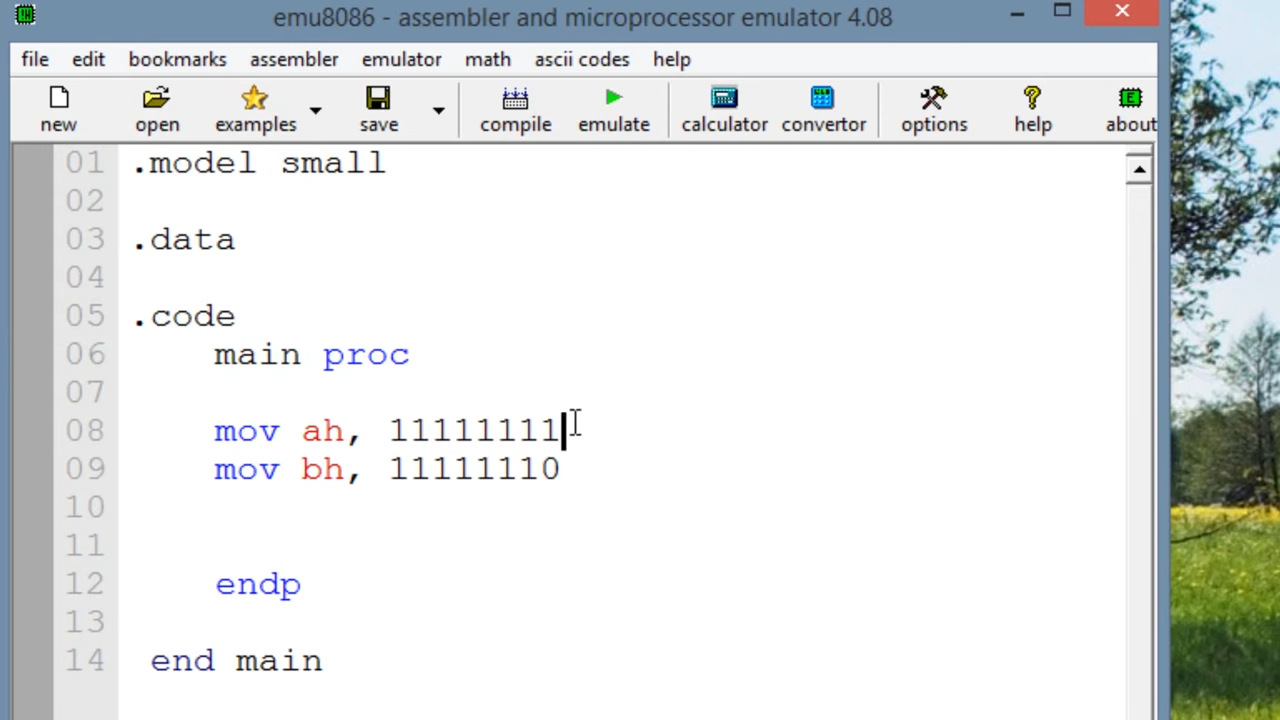 emu8086 - assembler and microprocessor emulator 4.08
file edit bookmarks assembler emulator math ascii codes help
new open examples save compile emulate calculator convertor options help about
01 .model small
02
03 .data
04
05 .code
06 main proc
07
08 mov ah, 11111111
09 mov bh, 11111110
10
11
12 endp
13
14 end main